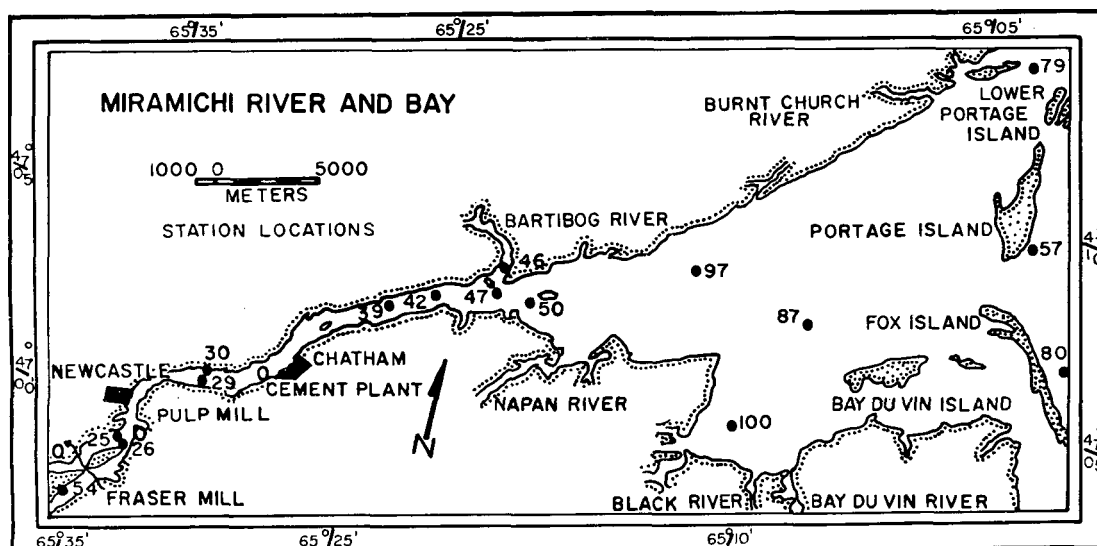 65°35' 65°25' 65°05'
MIRAMICHI RIVER AND BAY
79
LOWER
PORTAGE
ISLAND
BURNT CHURCH
RIVER
1000 0 5000
METERS
STATION LOCATIONS
BARTIBOG RIVER
PORTAGE ISLAND
57
46
97
47
50
42
39
87
FOX ISLAND
80
30
NEWCASTLE
29
CHATHAM
CEMENT PLANT
PULP MILL
NAPAN RIVER
BAY DU VIN ISLAND
100
N
25
26
54
FRASER MILL
BLACK RIVER
BAY DU VIN RIVER
65°35' 65°25' 65°10'